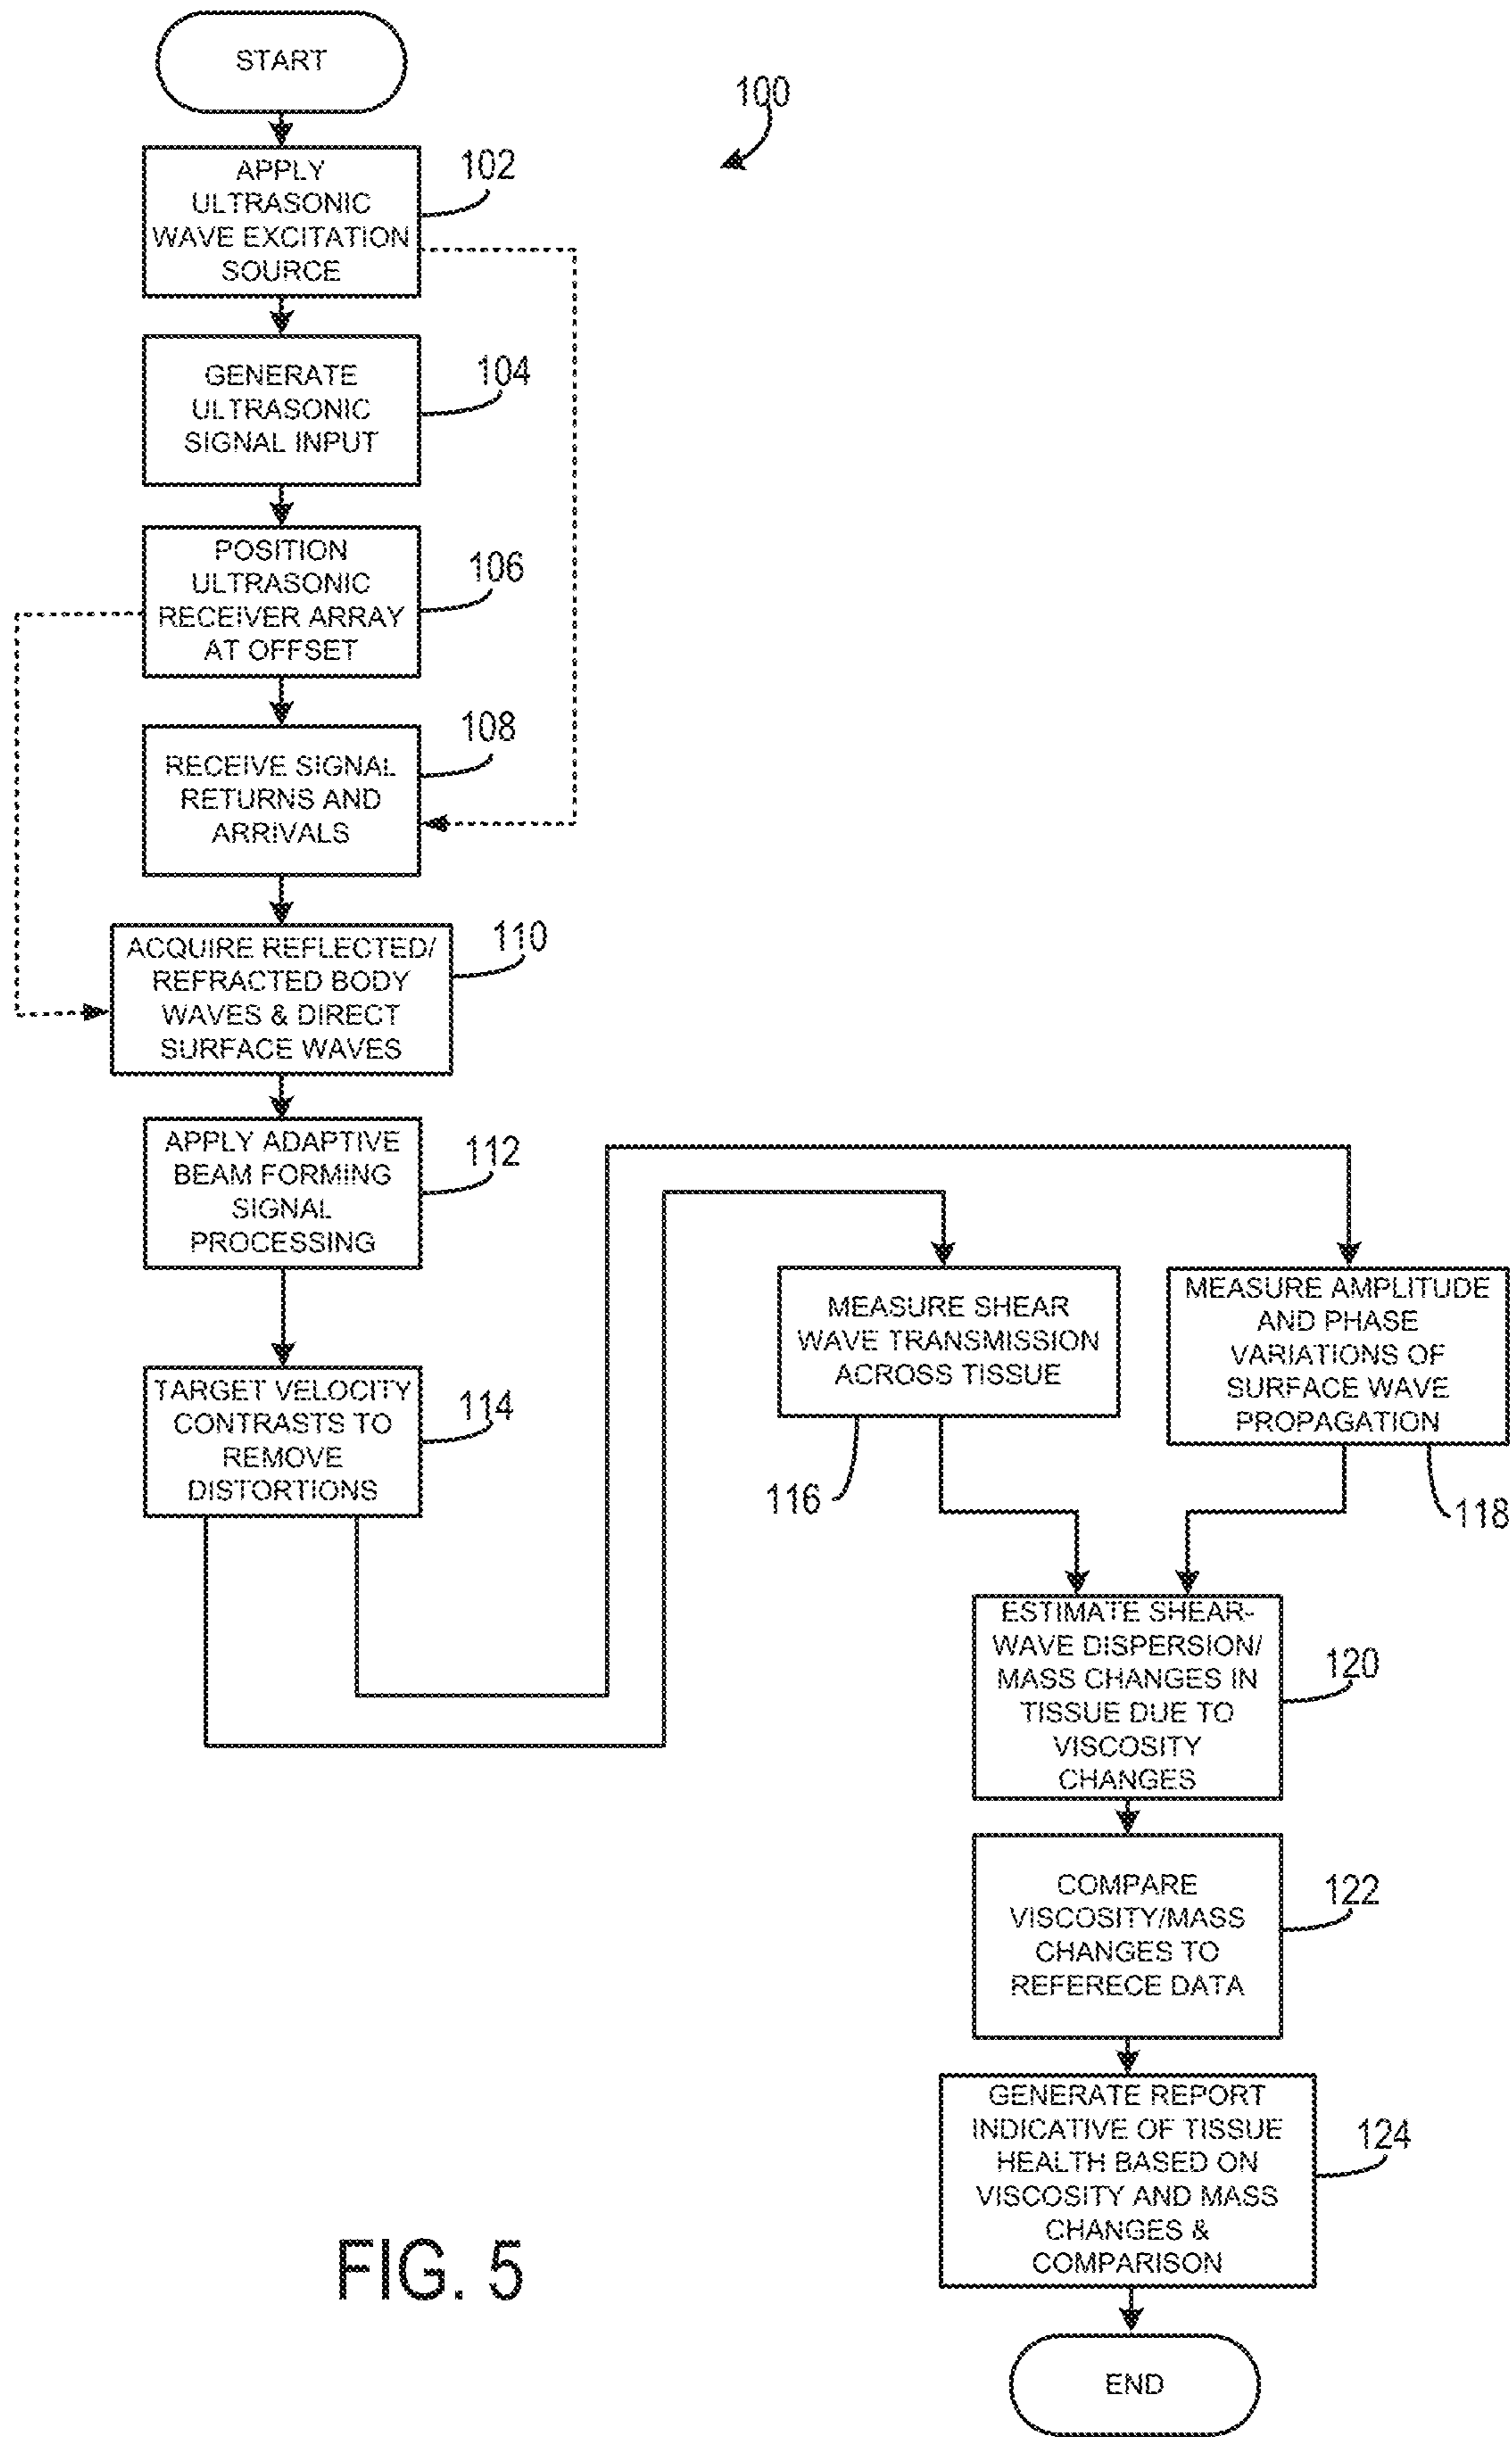 START
100
APPLY
ULTRASONIC
WAVE EXCITATION
SOURCE
102
GENERATE
ULTRASONIC
SIGNAL INPUT
104
POSITION
ULTRASONIC
RECEIVER ARRAY
AT OFFSET
106
RECEIVE SIGNAL
RETURNS AND
ARRIVALS
108
ACQUIRE REFLECTED/
REFRACTED BODY
WAVES & DIRECT
SURFACE WAVES
110
APPLY ADAPTIVE
BEAM FORMING
SIGNAL
PROCESSING
112
TARGET VELOCITY
CONTRASTS TO
REMOVE
DISTORTIONS
114
MEASURE SHEAR
WAVE TRANSMISSION
ACROSS TISSUE
116
MEASURE AMPLITUDE
AND PHASE
VARIATIONS OF
SURFACE WAVE
PROPAGATION
118
ESTIMATE SHEAR-
WAVE DISPERSION/
MASS CHANGES IN
TISSUE DUE TO
VISCOSITY
CHANGES
120
COMPARE
VISCOSITY/MASS
CHANGES TO
REFERECE DATA
122
GENERATE REPORT
INDICATIVE OF TISSUE
HEALTH BASED ON
VISCOSITY AND MASS
CHANGES &
COMPARISON
124
END
FIG. 5